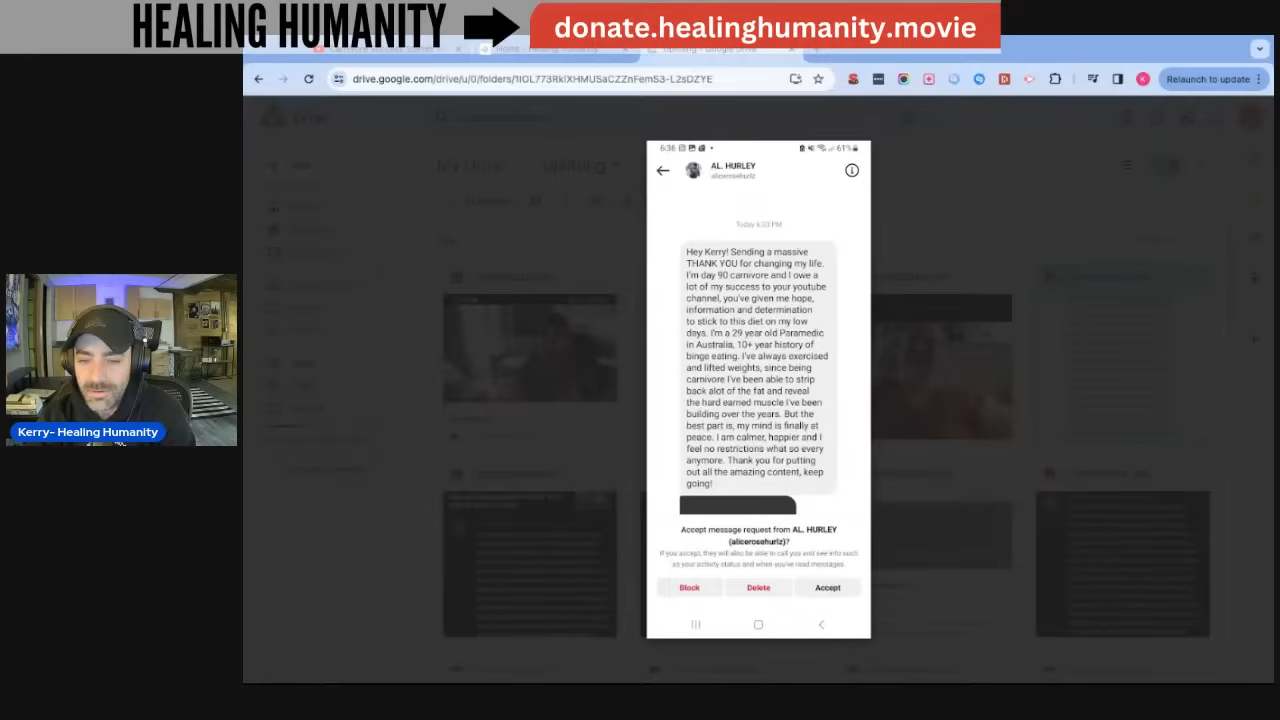 HEALING HUMANITY
donate.healinghumanity.movie
drive.google.com/drive/u/0/folders/1IOL773RkIXHMUSaCZZnFemS3-L2sDZYE
Relaunch to update
6:36
61%
AL. HURLEY
alicerosehurlz
Today 6:33 PM
Hey Kerry! Sending a massive
THANK YOU for changing my life.
I'm day 90 carnivore and I owe a
lot of my success to your youtube
channel, you've given me hope,
information and determination
to stick to this diet on my low
days. I'm a 29 year old Paramedic
in Australia, 10+ year history of
binge eating. I've always exercised
and lifted weights, since being
carnivore I've been able to strip
back alot of the fat and reveal
the hard earned muscle I've been
building over the years. But the
best part is, my mind is finally at
peace. I am calmer, happier and I
feel no restrictions what so every
anymore. Thank you for putting
out all the amazing content, keep
going!
Accept message request from AL. HURLEY
(alicerosehurlz)?
If you accept, they will also be able to call you and see info such
as your activity status and when you've read messages.
Block Delete Accept
Kerry- Healing Humanity